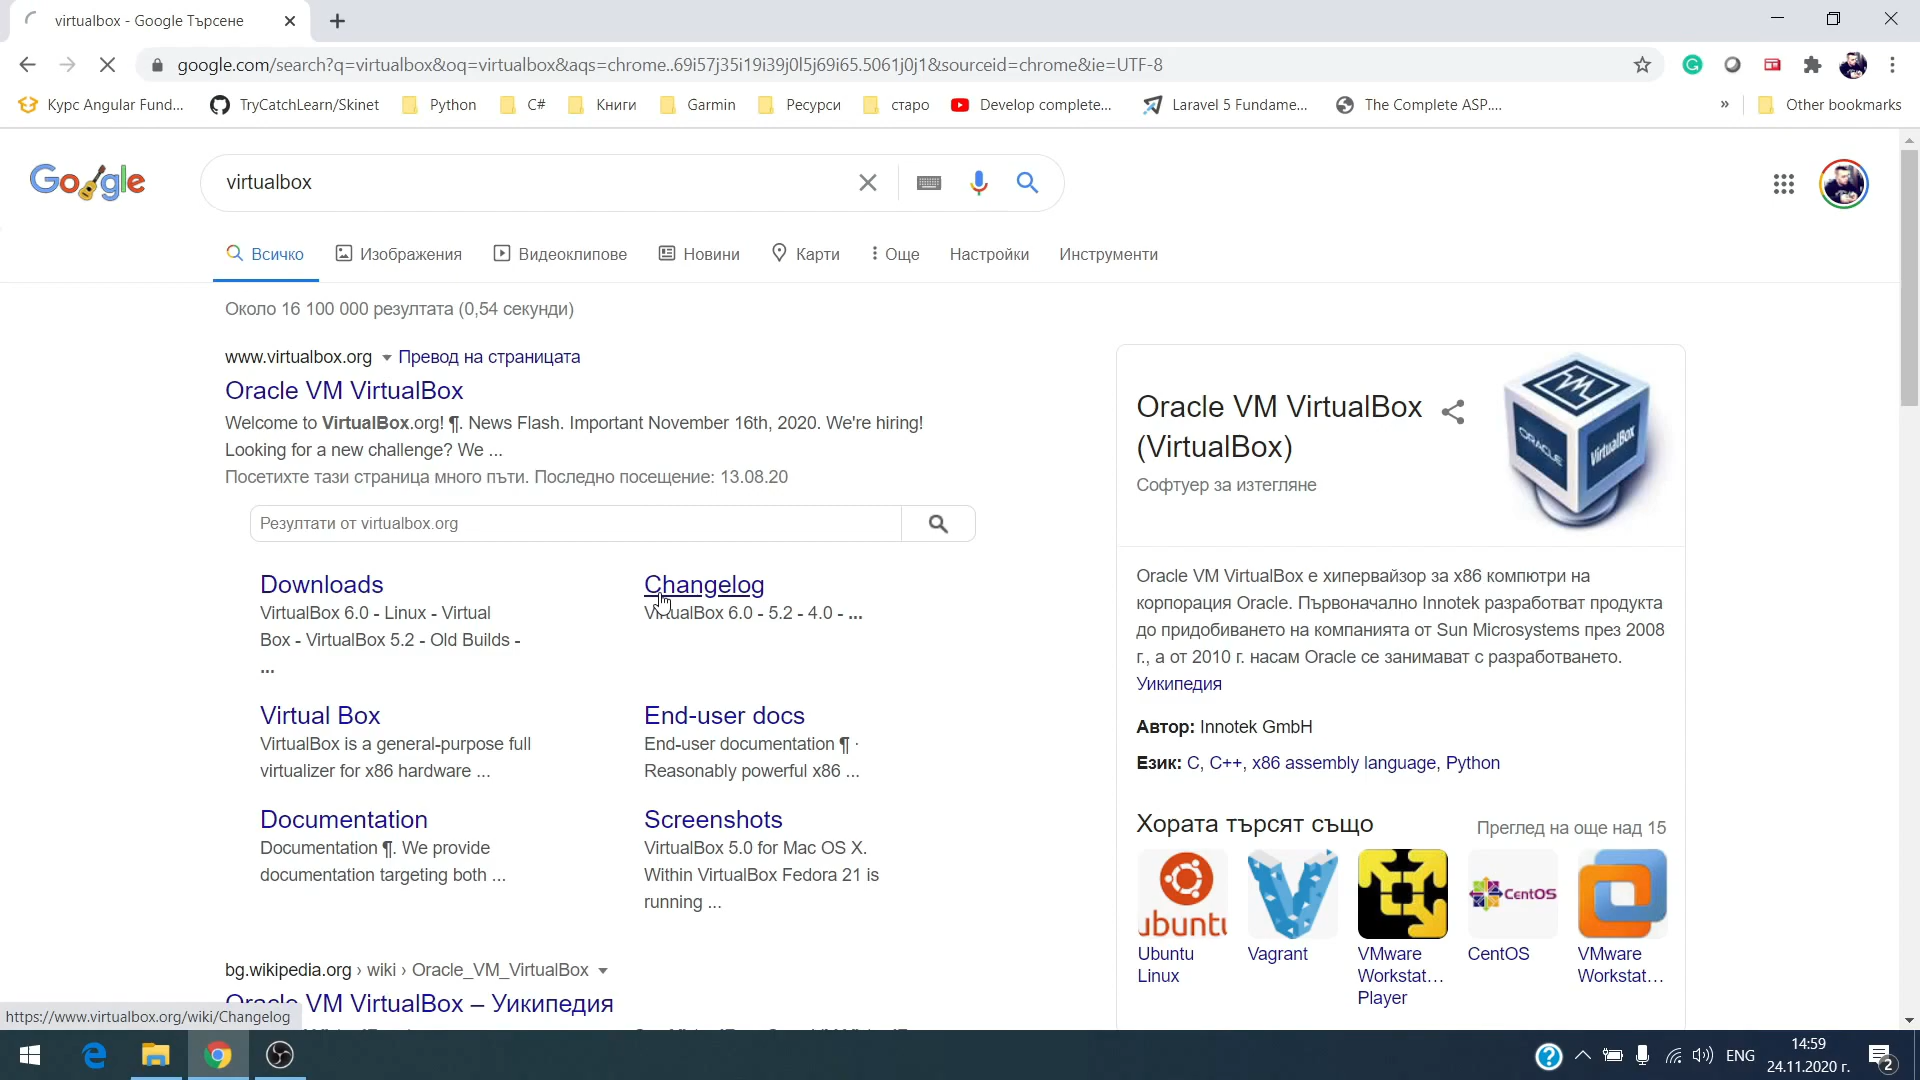 virtualbox - Google Търсене
google.com/search?q=virtualbox&oq=virtualbox&aqs=chrome..69i57j35i19i39j0l5j69i65.5061j0j1&sourceid=chrome&ie=UTF-8
Курс Angular Fund... TryCatchLearn/Skinet Python C# Книги Garmin Ресурси старо Develop complete... Laravel 5 Fundame... The Complete ASP.... » Other bookmarks
Google
virtualbox
Всичко Изображения Видеоклипове Новини Карти Още Настройки Инструменти
Около 16 100 000 резултата (0,54 секунди)
www.virtualbox.org Превод на страницата
Oracle VM VirtualBox
Welcome to VirtualBox.org! ¶. News Flash. Important November 16th, 2020. We're hiring!
Looking for a new challenge? We ...
Посетихте тази страница много пъти. Последно посещение: 13.08.20
Резултати от virtualbox.org
Downloads
VirtualBox 6.0 - Linux - Virtual
Box - VirtualBox 5.2 - Old Builds -
...
Changelog
VirtualBox 6.0 - 5.2 - 4.0 - ...
Virtual Box
VirtualBox is a general-purpose full
virtualizer for x86 hardware ...
End-user docs
End-user documentation ¶ ·
Reasonably powerful x86 ...
Documentation
Documentation ¶. We provide
documentation targeting both ...
Screenshots
VirtualBox 5.0 for Mac OS X.
Within VirtualBox Fedora 21 is
running ...
bg.wikipedia.org › wiki › Oracle_VM_VirtualBox
Oracle VM VirtualBox – Уикипедия
Oracle VM VirtualBox
(VirtualBox)
Софтуер за изтегляне
ORACLE VirtualBox
Oracle VM VirtualBox е хипервайзор за x86 компютри на
корпорация Oracle. Първоначално Innotek разработват продукта
до придобиването на компанията от Sun Microsystems през 2008
г., а от 2010 г. насам Oracle се занимават с разработването.
Уикипедия
Автор: Innotek GmbH
Език: C, C++, x86 assembly language, Python
Хората търсят също
Преглед на още над 15
ubuntu
CentOS
Ubuntu
Linux
Vagrant
VMware
Workstat...
Player
CentOS
VMware
Workstat...
https://www.virtualbox.org/wiki/Changelog
ENG
14:59
24.11.2020 г.
2